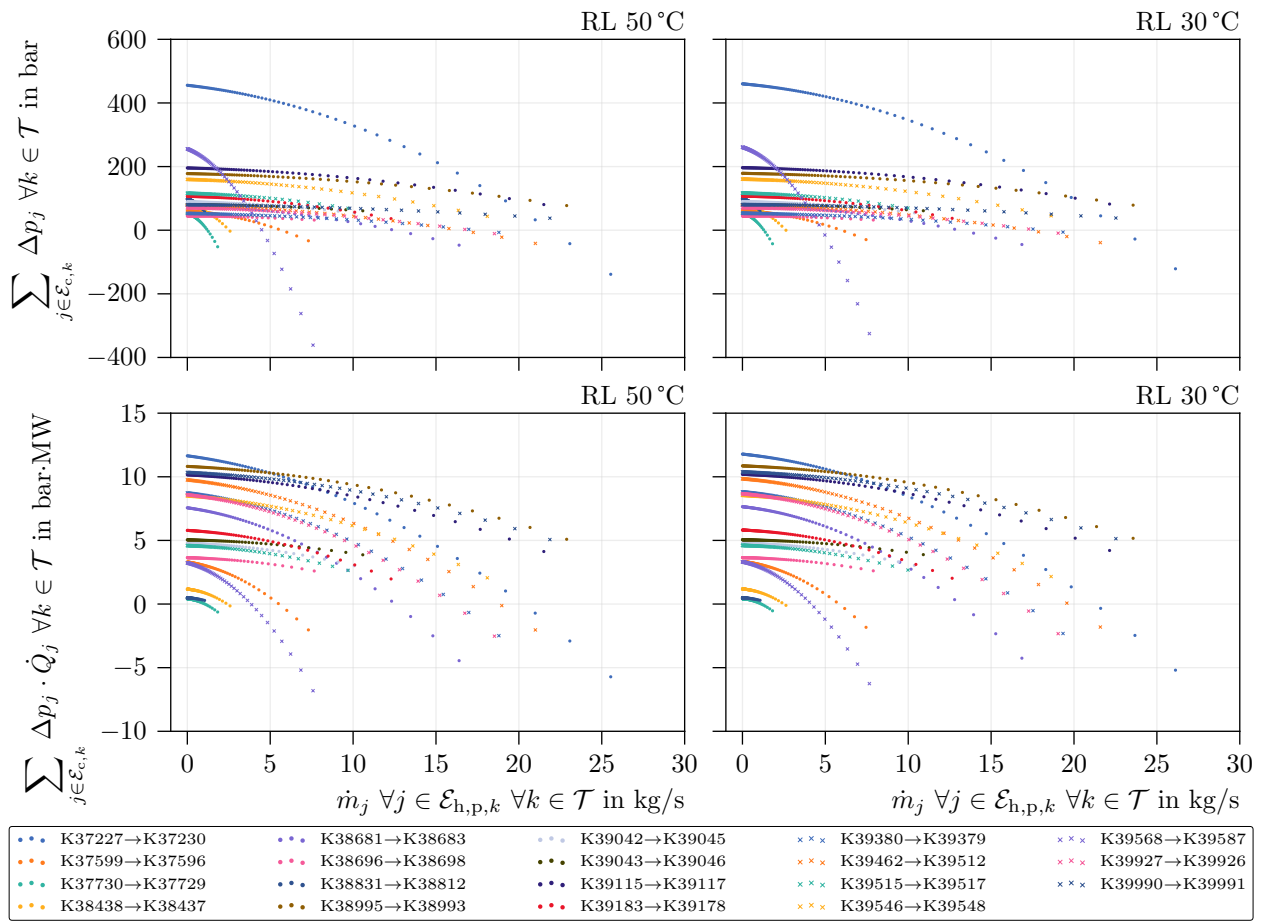 RL 50 °C
RL 30 °C
∑_{j∈ℰ_{c,k}} Δp_j ∀k ∈ 𝒯 in bar
600
400
200
0
−200
−400
RL 50 °C
RL 30 °C
∑_{j∈ℰ_{c,k}} Δp_j · Q̇_j ∀k ∈ 𝒯 in bar·MW
15
10
5
0
−5
−10
0 5 10 15 20 25 30
0 5 10 15 20 25 30
ṁ_j ∀j ∈ ℰ_{h,p,k} ∀k ∈ 𝒯 in kg/s
ṁ_j ∀j ∈ ℰ_{h,p,k} ∀k ∈ 𝒯 in kg/s
K37227→K37230 K38681→K38683 K39042→K39045 K39380→K39379 K39568→K39587
K37599→K37596 K38696→K38698 K39043→K39046 K39462→K39512 K39927→K39926
K37730→K37729 K38831→K38812 K39115→K39117 K39515→K39517 K39990→K39991
K38438→K38437 K38995→K38993 K39183→K39178 K39546→K39548